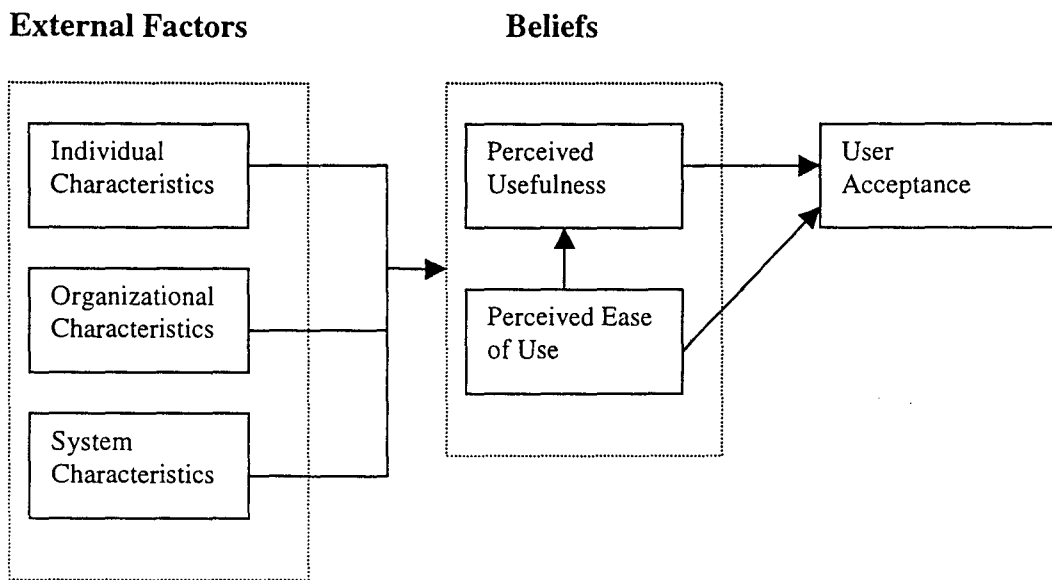 External Factors
Beliefs
Individual
Characteristics
Organizational
Characteristics
System
Characteristics
Perceived
Usefulness
Perceived Ease
of Use
User
Acceptance